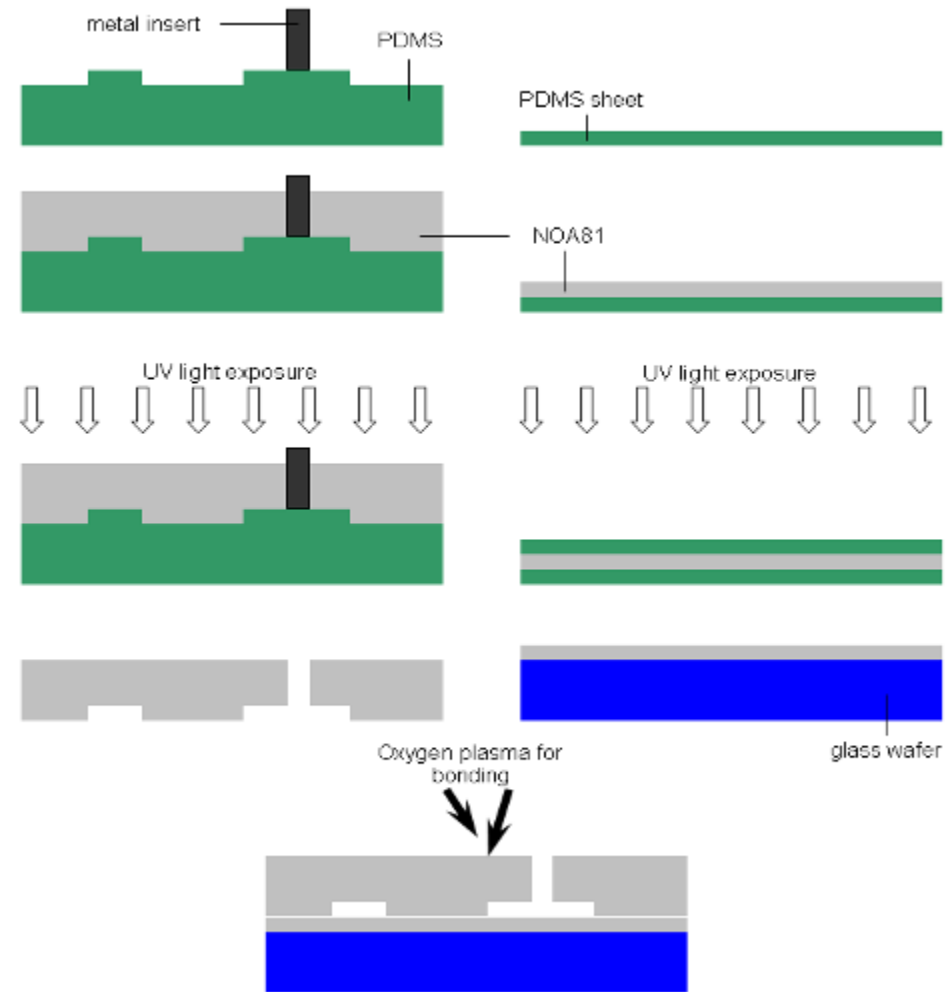 metal insert
PDMS
PDMS sheet
NOA81
UV light exposure
UV light exposure
glass wafer
Oxygen plasma for
bonding